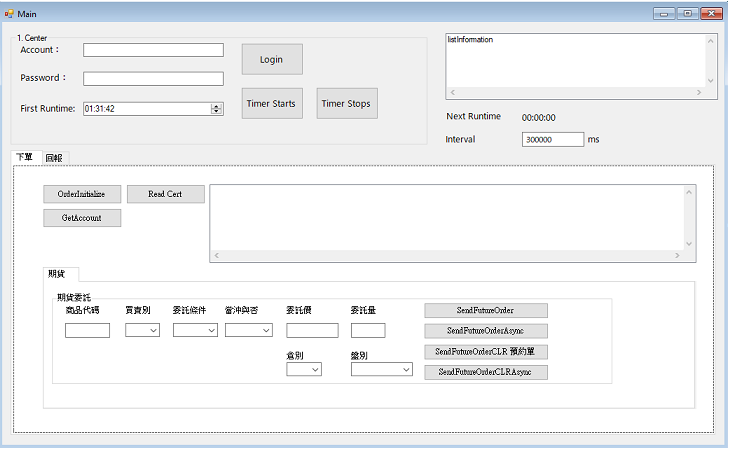 Main
1. Center
Account：
Login
Password：
First Runtime:
01:31:42
Timer Starts
Timer Stops
listInformation
Next Runtime
00:00:00
Interval
300000
ms
下單
回報
OrderInitialize
Read Cert
GetAccount
期貨
期貨委託
商品代碼
買賣別
委託條件
當沖與否
委託價
委託量
倉別
盤別
SendFutureOrder
SendFutureOrderAsync
SendFutureOrderCLR 預約單
SendFutureOrderCLRAsync